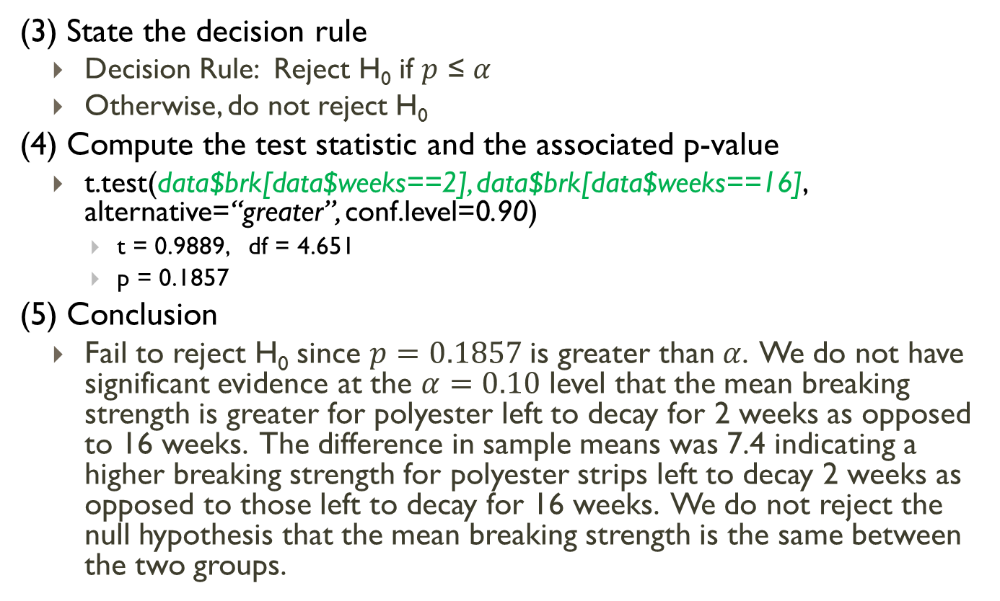 (3) State the decision rule
Decision Rule: Reject H₀ if 𝑝 ≤ 𝛼
Otherwise, do not reject H₀
(4) Compute the test statistic and the associated p-value
t.test(data$brk[data$weeks==2], data$brk[data$weeks==16],
alternative=“greater”, conf.level=0.90)
t = 0.9889, df = 4.651
p = 0.1857
(5) Conclusion
Fail to reject H₀ since 𝑝 = 0.1857 is greater than 𝛼. We do not have
significant evidence at the 𝛼 = 0.10 level that the mean breaking
strength is greater for polyester left to decay for 2 weeks as opposed
to 16 weeks. The difference in sample means was 7.4 indicating a
higher breaking strength for polyester strips left to decay 2 weeks as
opposed to those left to decay for 16 weeks. We do not reject the
null hypothesis that the mean breaking strength is the same between
the two groups.